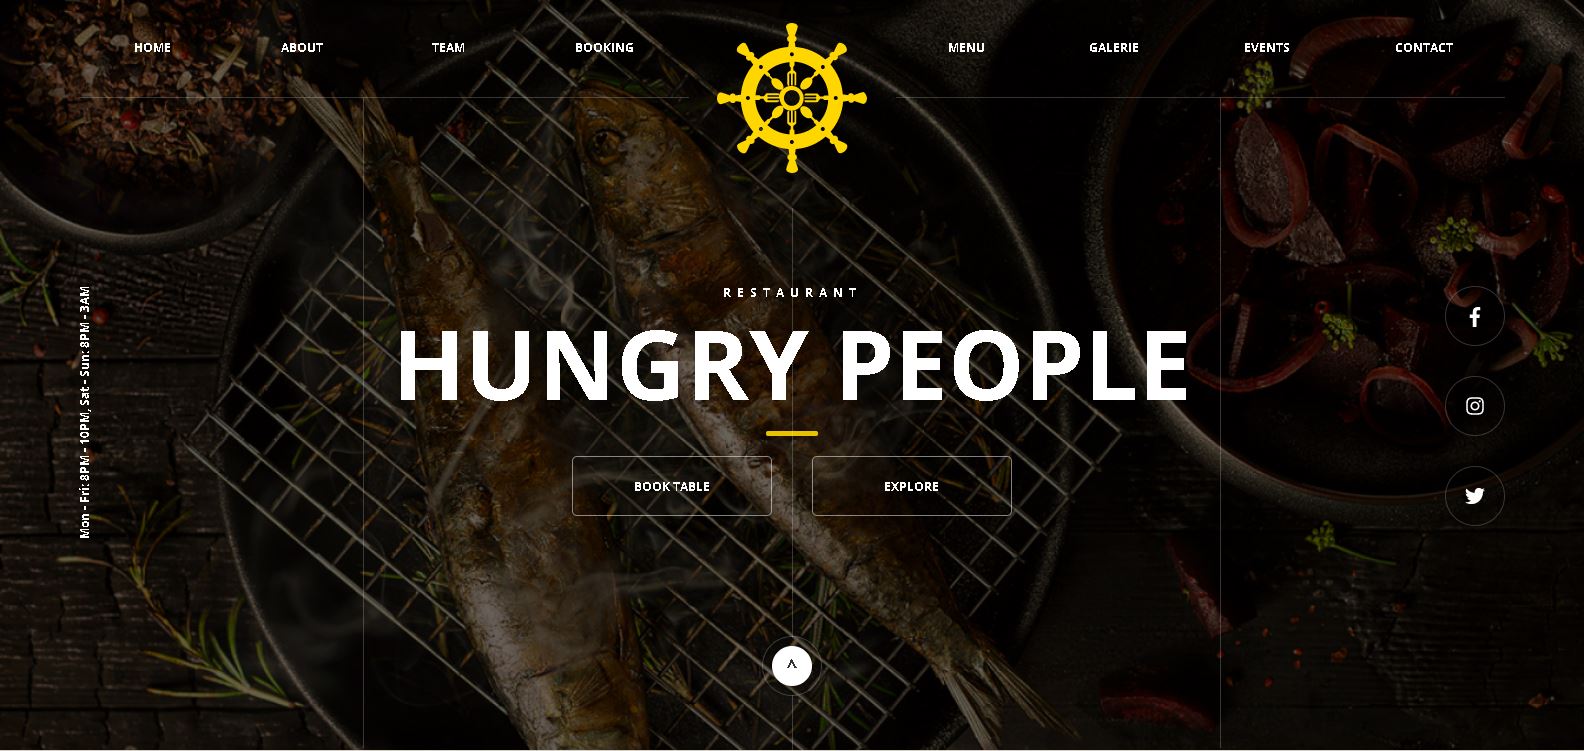 HOME
ABOUT
TEAM
BOOKING
MENU
GALERIE
EVENTS
CONTACT
RESTAURANT
HUNGRY PEOPLE
BOOK TABLE
EXPLORE
Mon - Fri: 8PM - 10PM, Sat - Sun: 8PM - 3AM